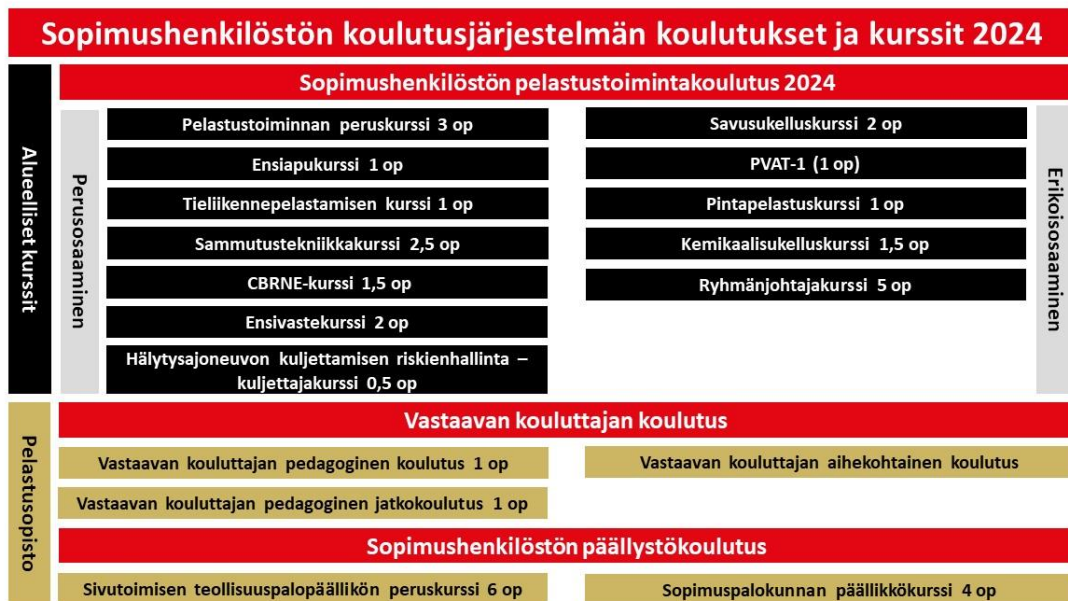 Sopimushenkilöstön koulutusjärjestelmän koulutukset ja kurssit 2024
Alueelliset kurssit
Sopimushenkilöstön pelastustoimintakoulutus 2024
Perusosaaminen
Pelastustoiminnan peruskurssi 3 op
Ensiapukurssi 1 op
Tieliikennepelastamisen kurssi 1 op
Sammutustekniikkakurssi 2,5 op
CBRNE-kurssi 1,5 op
Ensivastekurssi 2 op
Hälytysajoneuvon kuljettamisen riskienhallinta –
kuljettajakurssi 0,5 op
Savusukelluskurssi 2 op
PVAT-1 (1 op)
Pintapelastuskurssi 1 op
Kemikaalisukelluskurssi 1,5 op
Ryhmänjohtajakurssi 5 op
Erikoisosaaminen
Pelastusopisto
Vastaavan kouluttajan koulutus
Vastaavan kouluttajan pedagoginen koulutus 1 op
Vastaavan kouluttajan pedagoginen jatkokoulutus 1 op
Vastaavan kouluttajan aihekohtainen koulutus
Sopimushenkilöstön päällystökoulutus
Sivutoimisen teollisuuspalopäällikön peruskurssi 6 op
Sopimuspalokunnan päällikkökurssi 4 op